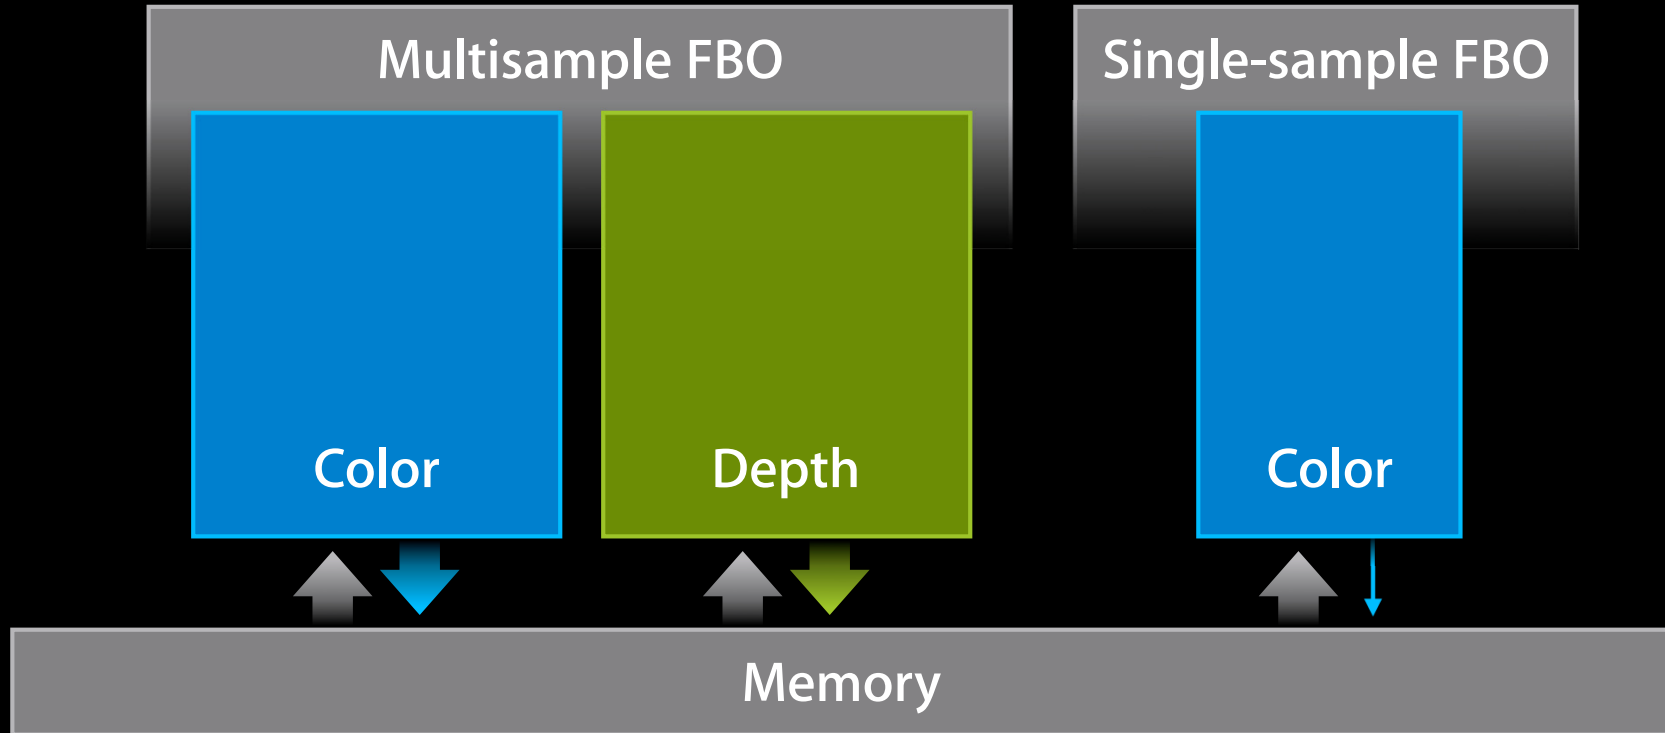 Multisample FBO
Single-sample FBO
Color
Depth
Color
Memory